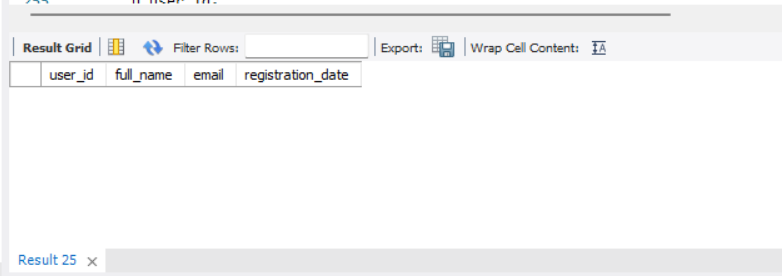 Result Grid Filter Rows: Export: Wrap Cell Content:
user_id full_name email registration_date
Result 25